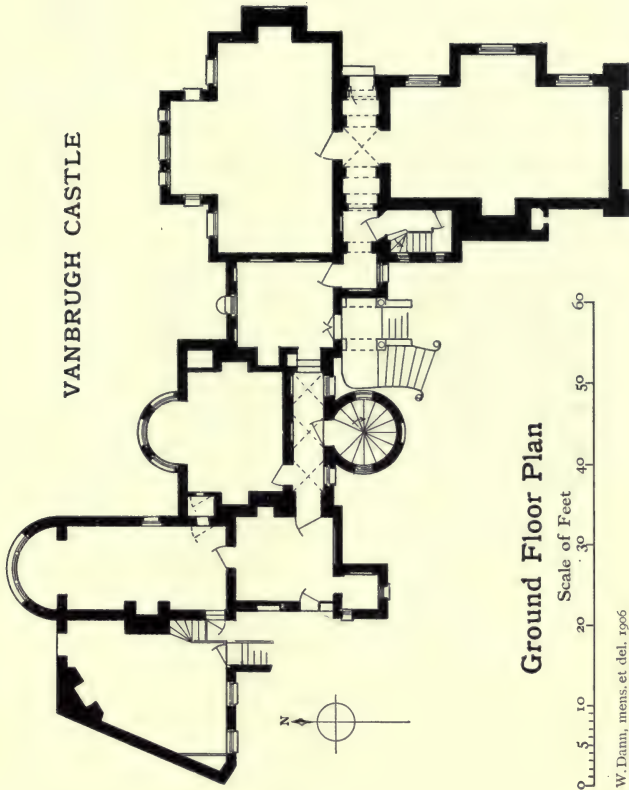 VANBRUGH CASTLE
N
Ground Floor Plan
Scale of Feet
0 5 10 20 30 40 50 60
W. Dann, mens. et del. 1906